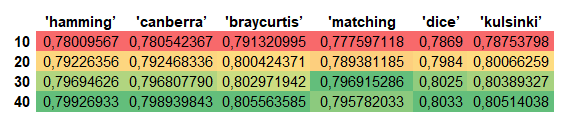 'hamming' 'canberra' 'braycurtis' 'matching 'dice' 'kulsinki'
10 0,78009567 0,780542367 0,791320995 0,777597118 0,7869 0,78753798
20 0,79226356 0,792468336 0,800424371 0,789381185 0,7984 0,80066259
30 0,79694626 0,796807790 0,802971942 0,796915286 0,8025 0,80389327
40 0,79926933 0,798939843 0,805563585 0,795782033 0,8033 0,80514038